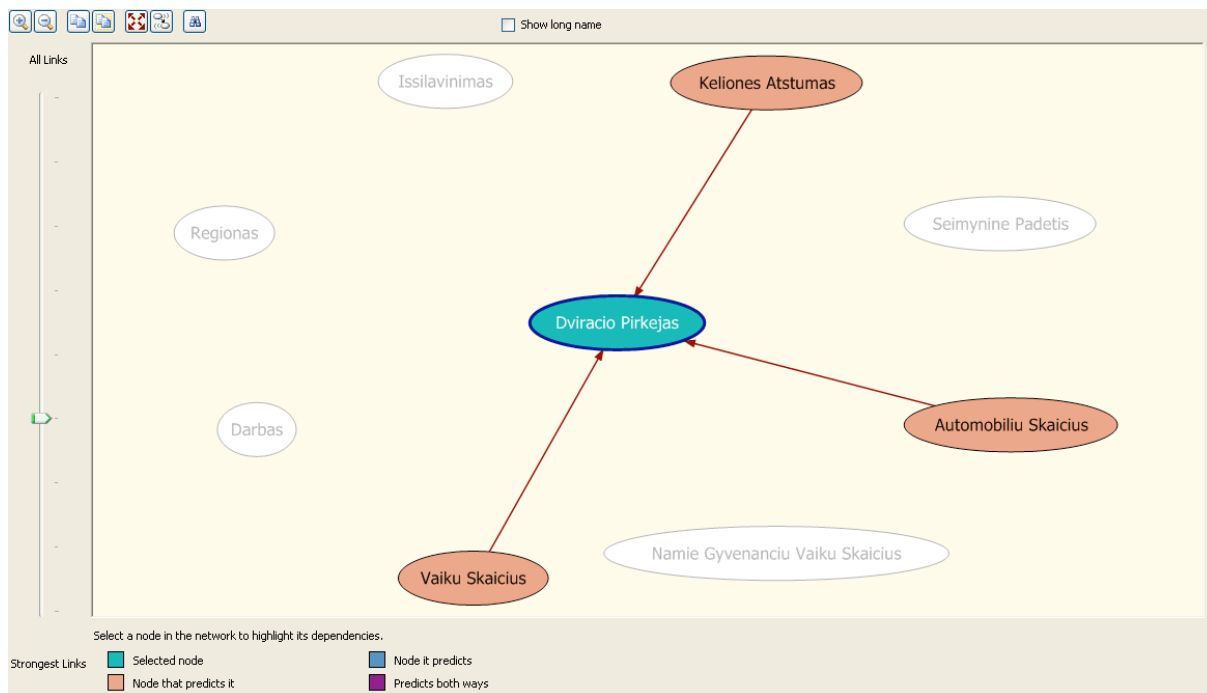 Show long name
All Links
Issilavinimas
Keliones Atstumas
Regionas
Seimynine Padetis
Dviracio Pirkejas
Darbas
Automobiliu Skaicius
Namie Gyvenanciu Vaiku Skaicius
Vaiku Skaicius
Select a node in the network to highlight its dependencies.
Strongest Links
Selected node
Node it predicts
Node that predicts it
Predicts both ways